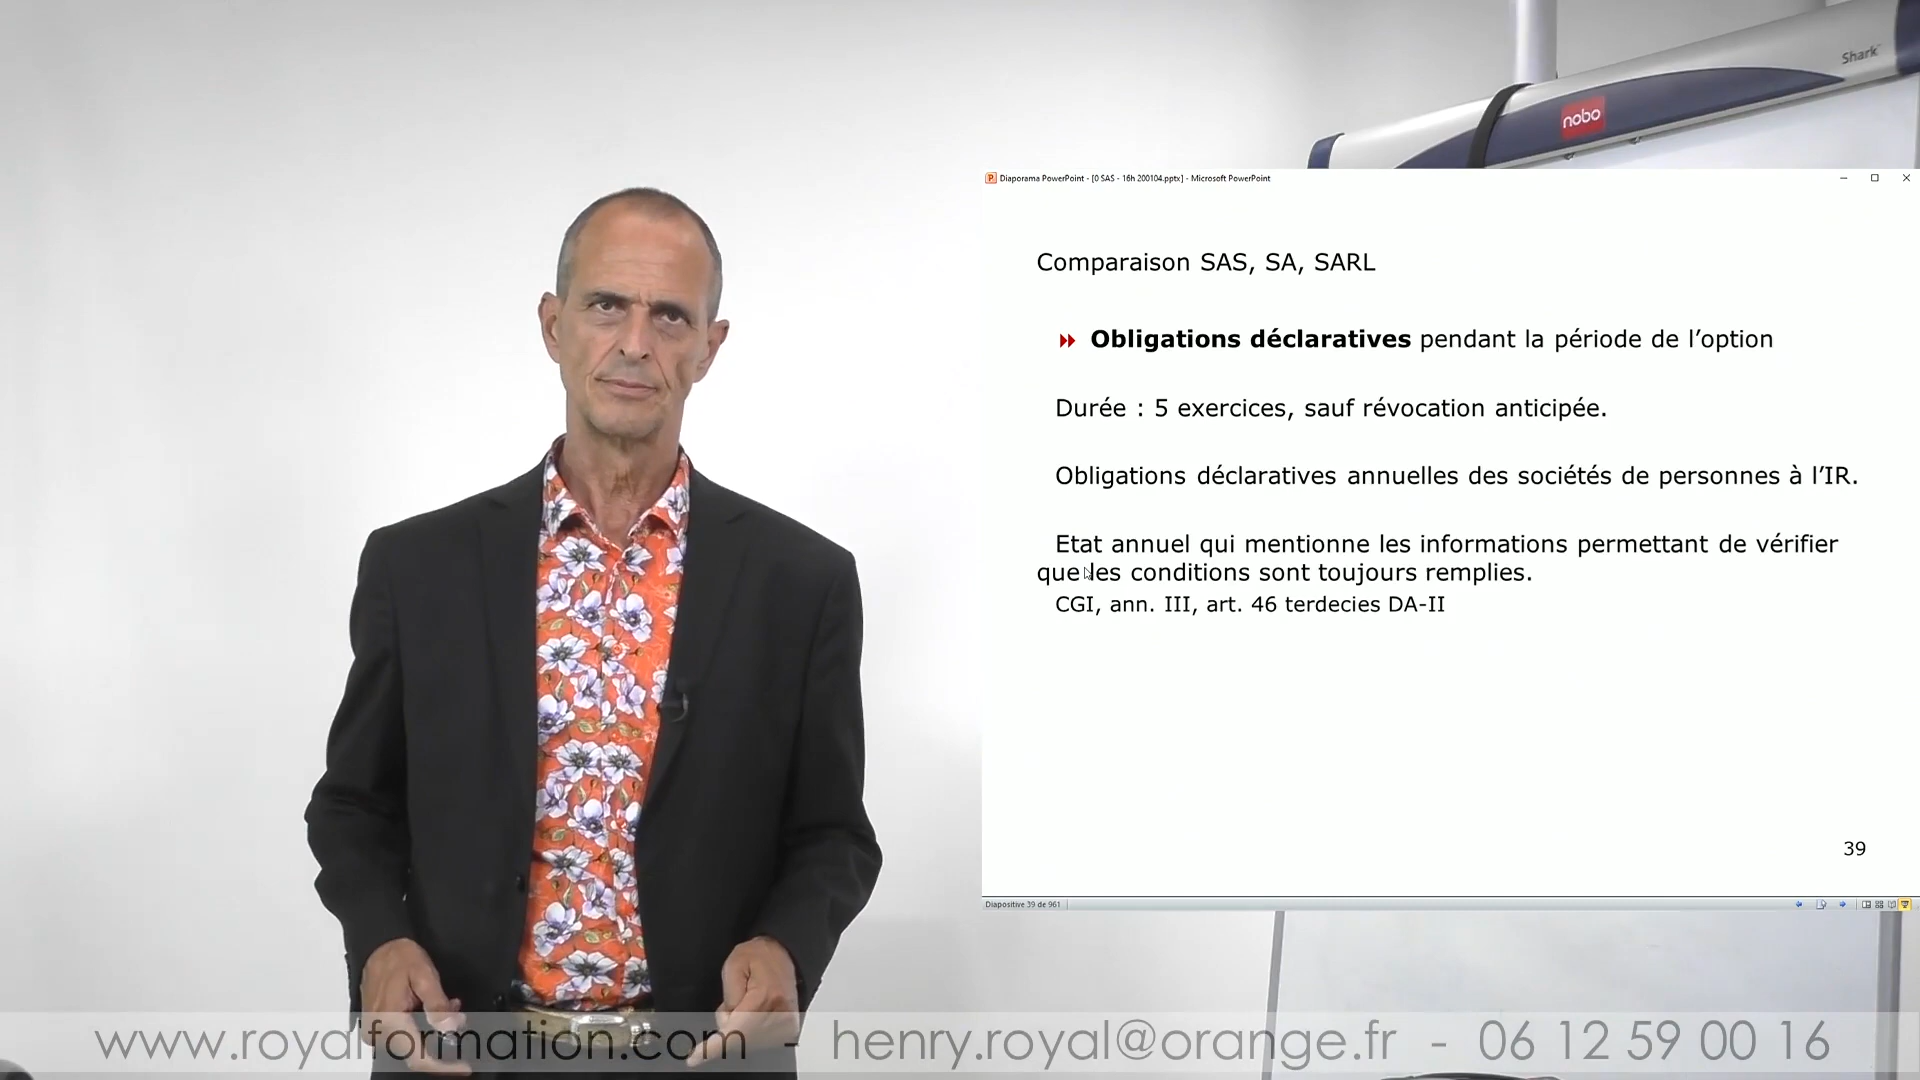 Shark
nobo
Diaporama PowerPoint - [0 SAS - 16h 200104.pptx] - Microsoft PowerPoint
Comparaison SAS, SA, SARL
Obligations déclaratives pendant la période de l’option
Durée : 5 exercices, sauf révocation anticipée.
Obligations déclaratives annuelles des sociétés de personnes à l’IR.
Etat annuel qui mentionne les informations permettant de vérifier
que les conditions sont toujours remplies.
CGI, ann. III, art. 46 terdecies DA-II
39
Diapositive 39 de 961
www.royalformation.com - henry.royal@orange.fr - 06 12 59 00 16